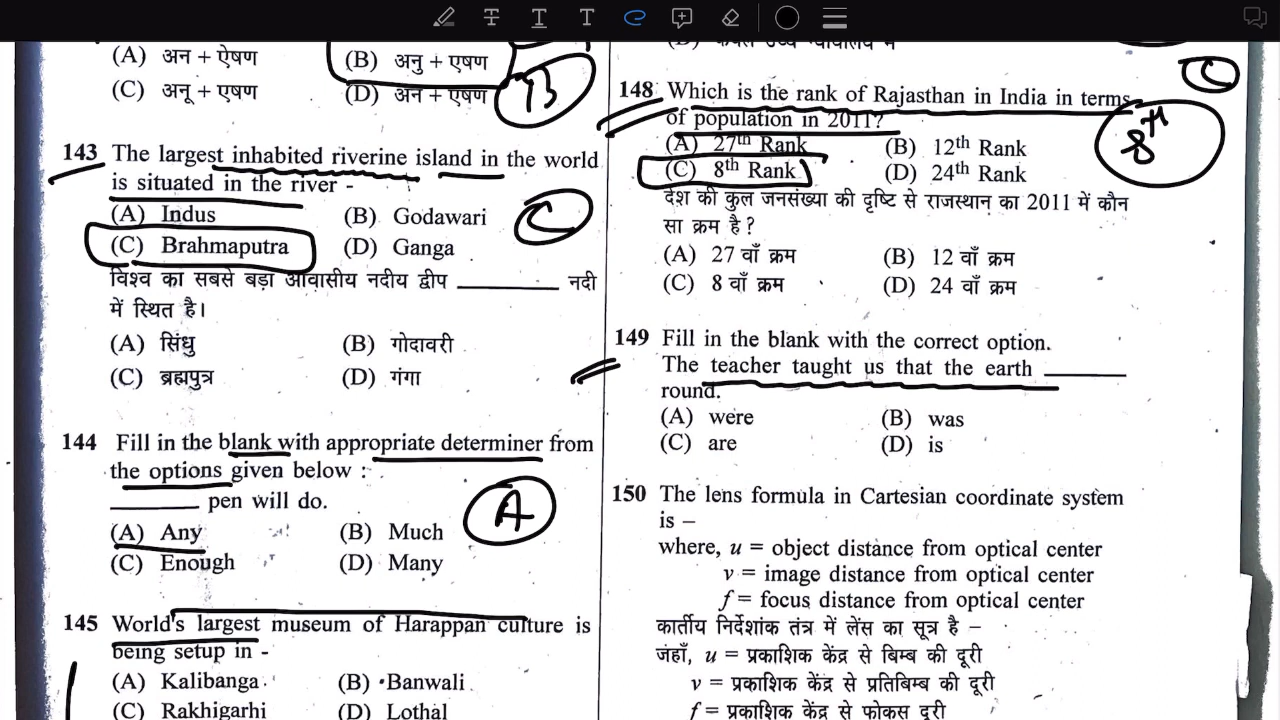 (A) अन + ऐषण (B) अनु + एषण
(C) अनू + एषण (D) अन + एषण
B
143 The largest inhabited riverine island in the world
is situated in the river -
(A) Indus (B) Godawari
(C) Brahmaputra (D) Ganga
C
विश्व का सबसे बड़ा आवासीय नदीय द्वीप ________ नदी
में स्थित है।
(A) सिंधु (B) गोदावरी
(C) ब्रह्मपुत्र (D) गंगा
144 Fill in the blank with appropriate determiner from
the options given below :
________ pen will do.
(A) Any (B) Much
(C) Enough (D) Many
A
145 World's largest museum of Harappan culture is
being setup in -
(A) Kalibanga (B) Banwali
(C) Rakhigarhi (D) Lothal
C
148 Which is the rank of Rajasthan in India in terms
of population in 2011?
(A) 27th Rank (B) 12th Rank
(C) 8th Rank (D) 24th Rank
8th
देश की कुल जनसंख्या की दृष्टि से राजस्थान का 2011 में कौन
सा क्रम है ?
(A) 27 वाँ क्रम (B) 12 वाँ क्रम
(C) 8 वाँ क्रम (D) 24 वाँ क्रम
149 Fill in the blank with the correct option.
The teacher taught us that the earth ________
round.
(A) were (B) was
(C) are (D) is
150 The lens formula in Cartesian coordinate system
is –
where, u = object distance from optical center
v = image distance from optical center
f = focus distance from optical center
कार्तीय निर्देशांक तंत्र में लेंस का सूत्र है –
जहाँ, u = प्रकाशिक केंद्र से बिम्ब की दूरी
v = प्रकाशिक केंद्र से प्रतिबिम्ब की दूरी
f = प्रकाशिक केंद्र से फोकस दूरी